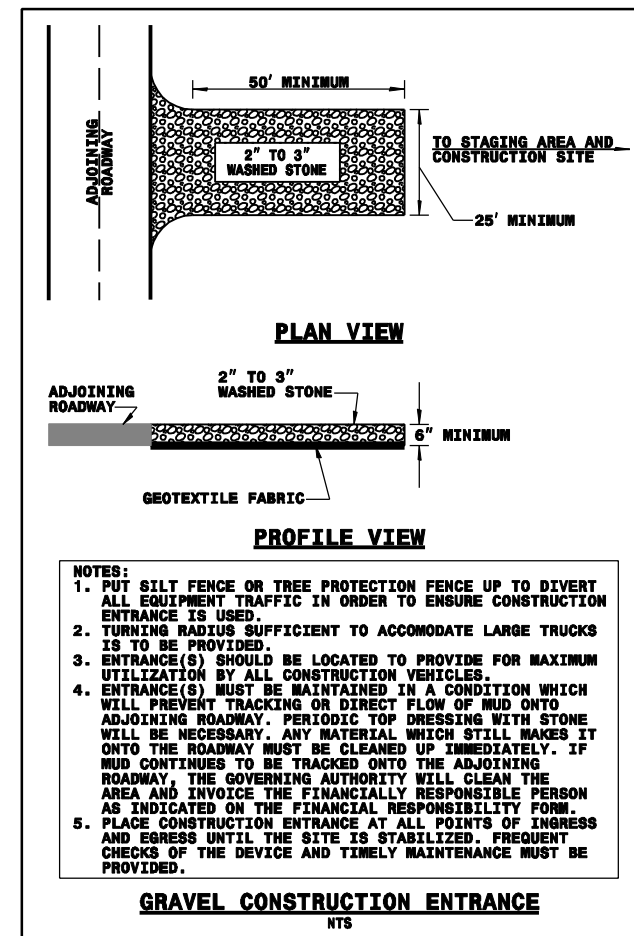 50' MINIMUM
ADJOINING
ROADWAY
2" TO 3"
WASHED STONE
TO STAGING AREA AND
CONSTRUCTION SITE
25' MINIMUM
PLAN VIEW
2" TO 3"
WASHED STONE
ADJOINING
ROADWAY
6" MINIMUM
GEOTEXTILE FABRIC
PROFILE VIEW
NOTES:
1. PUT SILT FENCE OR TREE PROTECTION FENCE UP TO DIVERT
ALL EQUIPMENT TRAFFIC IN ORDER TO ENSURE CONSTRUCTION
ENTRANCE IS USED.
2. TURNING RADIUS SUFFICIENT TO ACCOMODATE LARGE TRUCKS
IS TO BE PROVIDED.
3. ENTRANCE(S) SHOULD BE LOCATED TO PROVIDE FOR MAXIMUM
UTILIZATION BY ALL CONSTRUCTION VEHICLES.
4. ENTRANCE(S) MUST BE MAINTAINED IN A CONDITION WHICH
WILL PREVENT TRACKING OR DIRECT FLOW OF MUD ONTO
ADJOINING ROADWAY. PERIODIC TOP DRESSING WITH STONE
WILL BE NECESSARY. ANY MATERIAL WHICH STILL MAKES IT
ONTO THE ROADWAY MUST BE CLEANED UP IMMEDIATELY. IF
MUD CONTINUES TO BE TRACKED ONTO THE ADJOINING
ROADWAY, THE GOVERNING AUTHORITY WILL CLEAN THE
AREA AND INVOICE THE FINANCIALLY RESPONSIBLE PERSON
AS INDICATED ON THE FINANCIAL RESPONSIBILITY FORM.
5. PLACE CONSTRUCTION ENTRANCE AT ALL POINTS OF INGRESS
AND EGRESS UNTIL THE SITE IS STABILIZED. FREQUENT
CHECKS OF THE DEVICE AND TIMELY MAINTENANCE MUST BE
PROVIDED.
GRAVEL CONSTRUCTION ENTRANCE
NTS